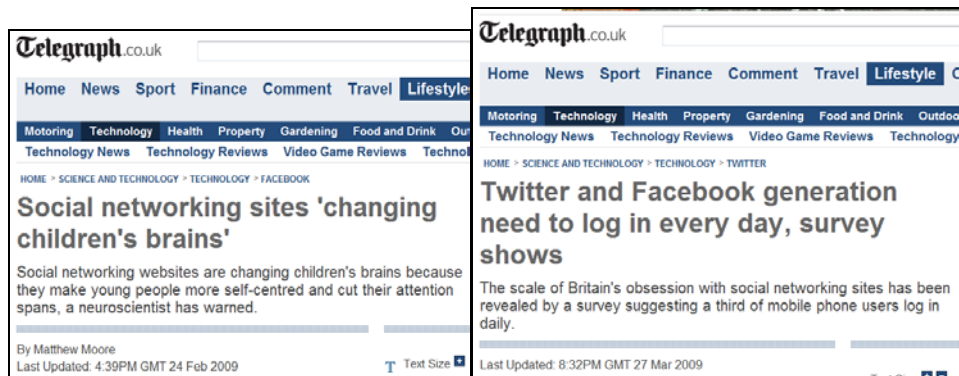 Telegraph.co.uk
Home News Sport Finance Comment Travel Lifestyle
Motoring Technology Health Property Gardening Food and Drink
Technology News Technology Reviews Video Game Reviews
HOME > SCIENCE AND TECHNOLOGY > TECHNOLOGY > FACEBOOK
Social networking sites 'changing
children's brains'
Social networking websites are changing children's brains because
they make young people more self-centred and cut their attention
spans, a neuroscientist has warned.
By Matthew Moore
Last Updated: 4:39PM GMT 24 Feb 2009
T Text Size +
Telegraph.co.uk
Home News Sport Finance Comment Travel Lifestyle C
Motoring Technology Health Property Gardening Food and Drink Outdoo
Technology News Technology Reviews Video Game Reviews Technology
HOME > SCIENCE AND TECHNOLOGY > TECHNOLOGY > TWITTER
Twitter and Facebook generation
need to log in every day, survey
shows
The scale of Britain's obsession with social networking sites has been
revealed by a survey suggesting a third of mobile phone users log in
daily.
Last Updated: 8:32PM GMT 27 Mar 2009